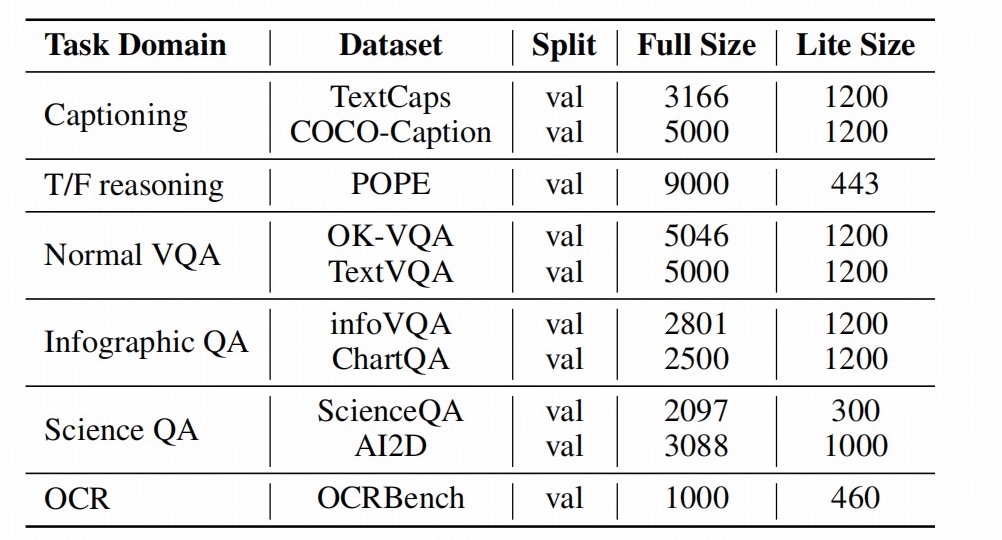 Task Domain Dataset Split Full Size Lite Size
Captioning TextCaps val 3166 1200
COCO-Caption val 5000 1200
T/F reasoning POPE val 9000 443
Normal VQA OK-VQA val 5046 1200
TextVQA val 5000 1200
Infographic QA infoVQA val 2801 1200
ChartQA val 2500 1200
Science QA ScienceQA val 2097 300
AI2D val 3088 1000
OCR OCRBench val 1000 460